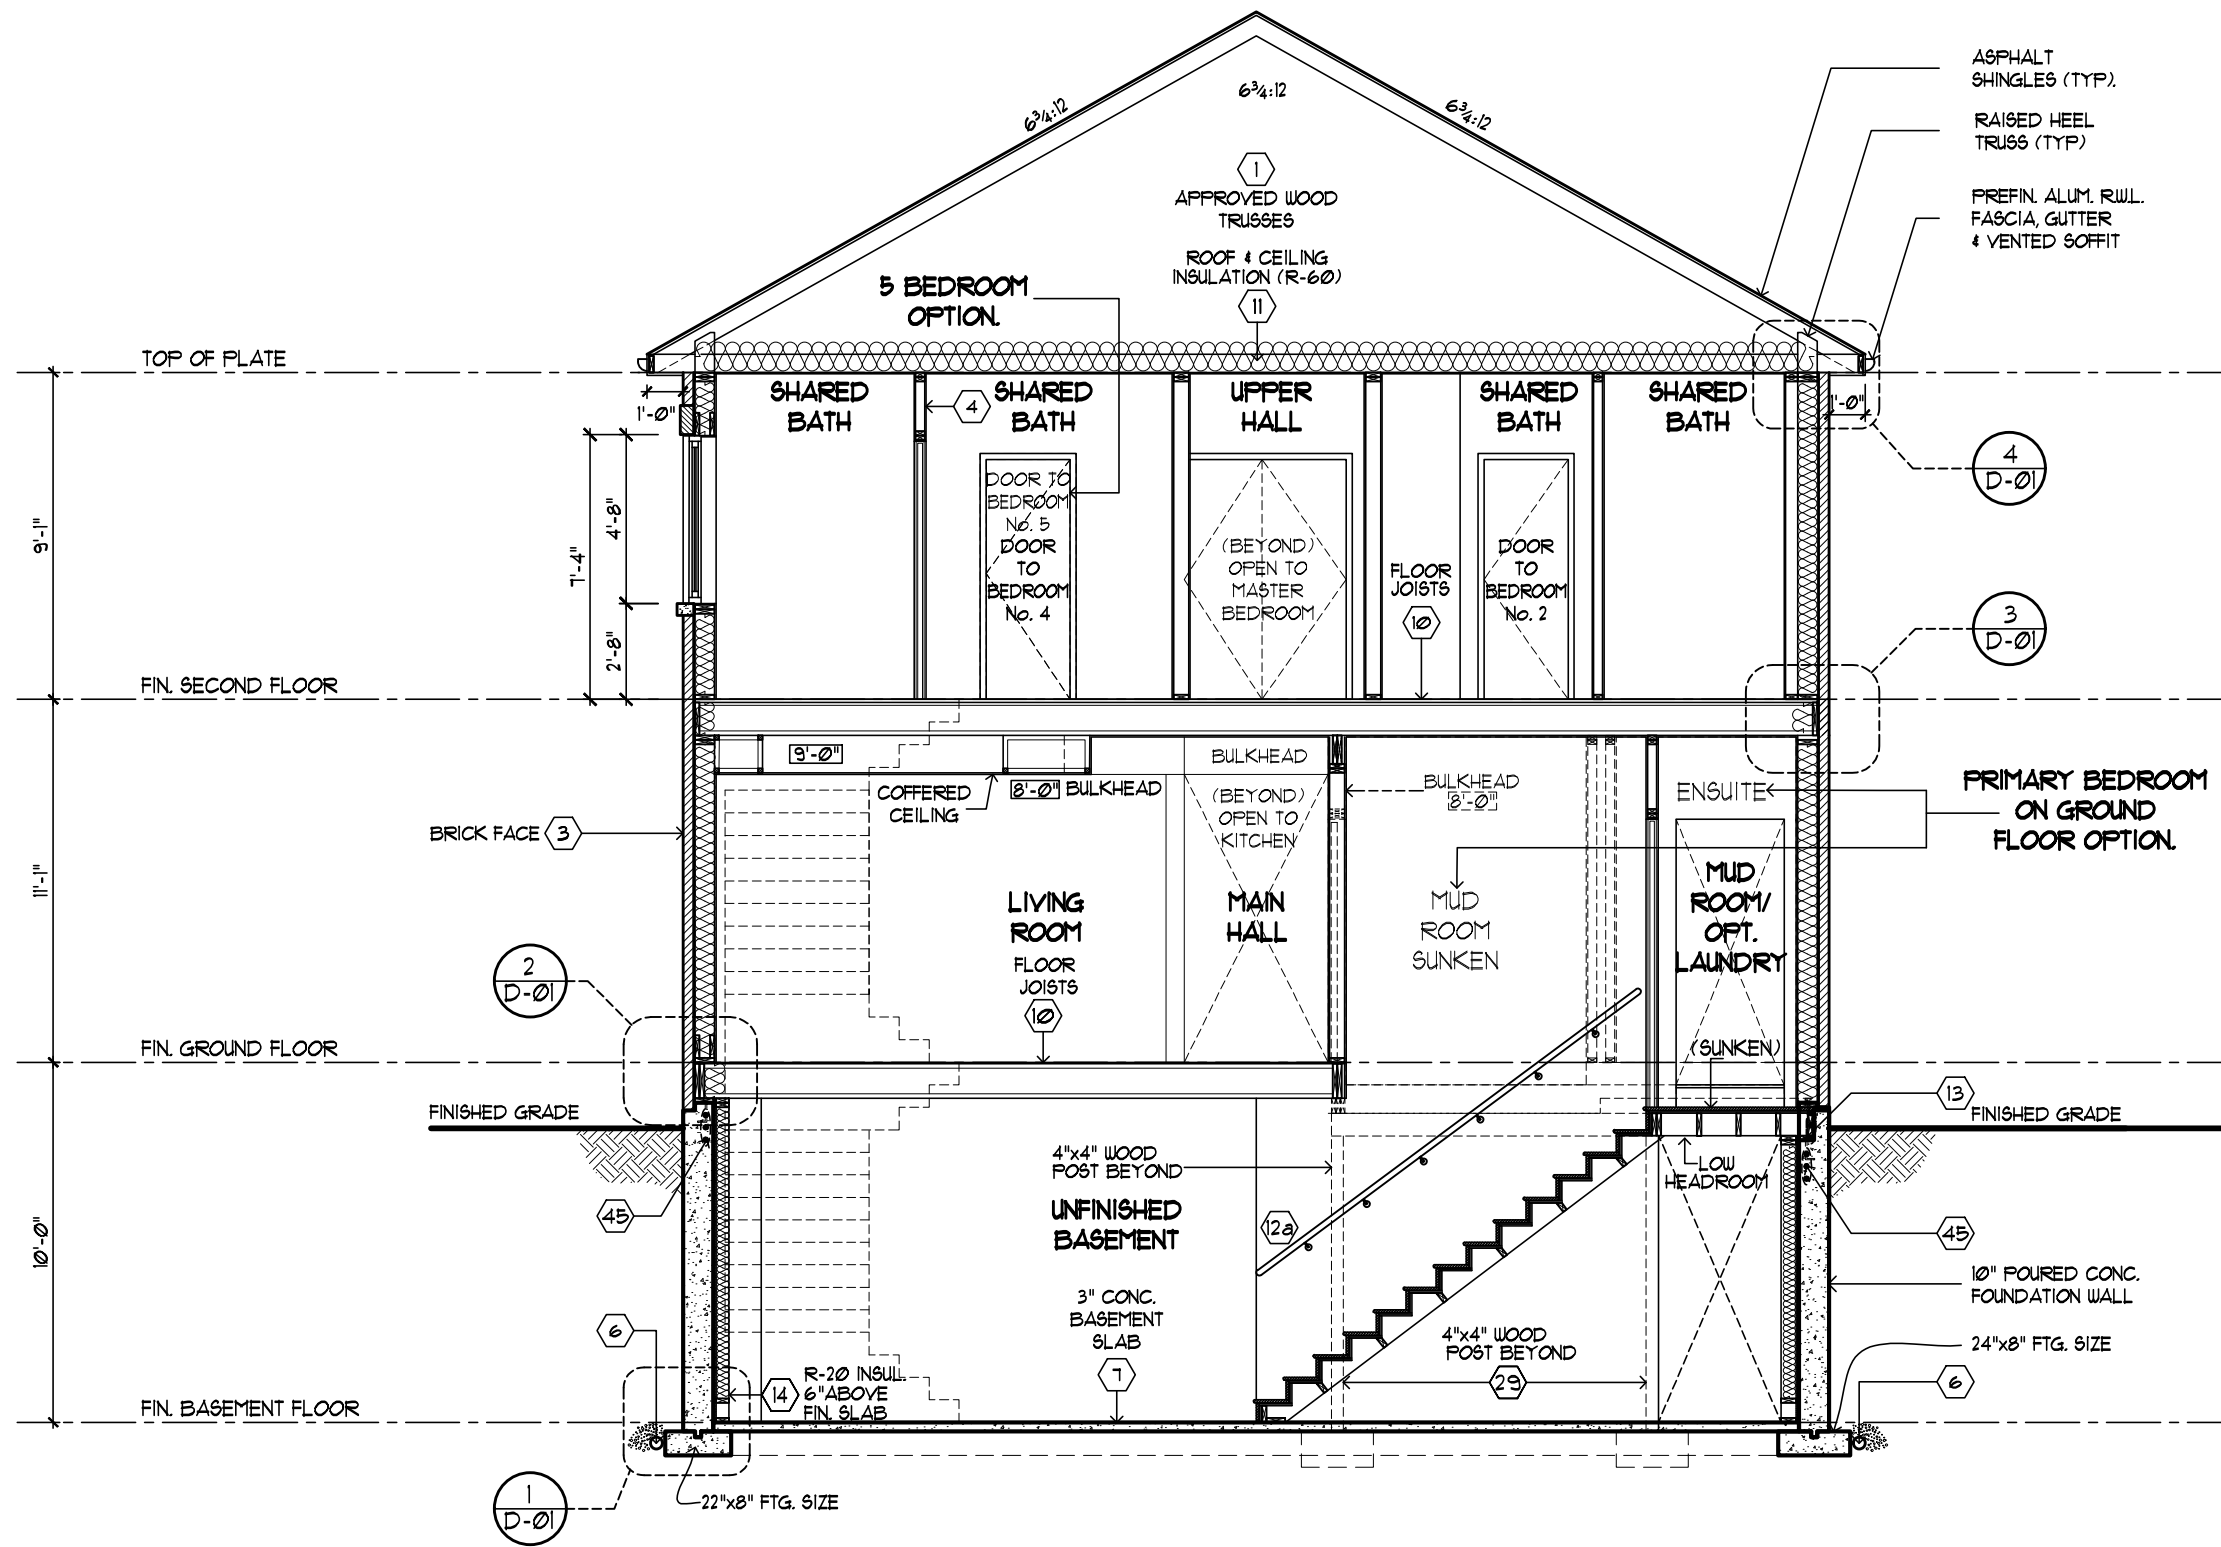 ASPHALT
SHINGLES (TYP).
6¾:12
6¾:12
6¾:12
RAISED HEEL
TRUSS (TYP)
1
APPROVED WOOD
TRUSSES
PREFIN. ALUM. R.W.L.
FASCIA, GUTTER
& VENTED SOFFIT
ROOF & CEILING
INSULATION (R-60)
11
5 BEDROOM
OPTION.
TOP OF PLATE
SHARED
BATH
4
SHARED
BATH
UPPER
HALL
SHARED
BATH
SHARED
BATH
1'-0"
1'-0"
4
D-01
9'-1"
7'-4"
4'-8"
2'-8"
DOOR TO
BEDROOM
No. 5
DOOR
TO
BEDROOM
No. 4
(BEYOND)
OPEN TO
MASTER
BEDROOM
FLOOR
JOISTS
10
DOOR
TO
BEDROOM
No. 2
3
D-01
FIN. SECOND FLOOR
9'-0"
COFFERED
CEILING
8'-0" BULKHEAD
BULKHEAD
(BEYOND)
OPEN TO
KITCHEN
BULKHEAD
8'-0"
ENSUITE
PRIMARY BEDROOM
ON GROUND
FLOOR OPTION.
BRICK FACE 3
11'-1"
LIVING
ROOM
MAIN
HALL
MUD
ROOM
SUNKEN
MUD
ROOM/
OPT.
LAUNDRY
FLOOR
JOISTS
10
2
D-01
(SUNKEN)
FIN. GROUND FLOOR
13
FINISHED GRADE
FINISHED GRADE
4"x4" WOOD
POST BEYOND
LOW
HEADROOM
45
UNFINISHED
BASEMENT
12a
45
10'-0"
10" POURED CONC.
FOUNDATION WALL
3" CONC.
BASEMENT
SLAB
7
6
4"x4" WOOD
POST BEYOND
29
24"x8" FTG. SIZE
6
14
R-20 INSUL.
6" ABOVE
FIN. SLAB
FIN. BASEMENT FLOOR
1
D-01
22"x8" FTG. SIZE